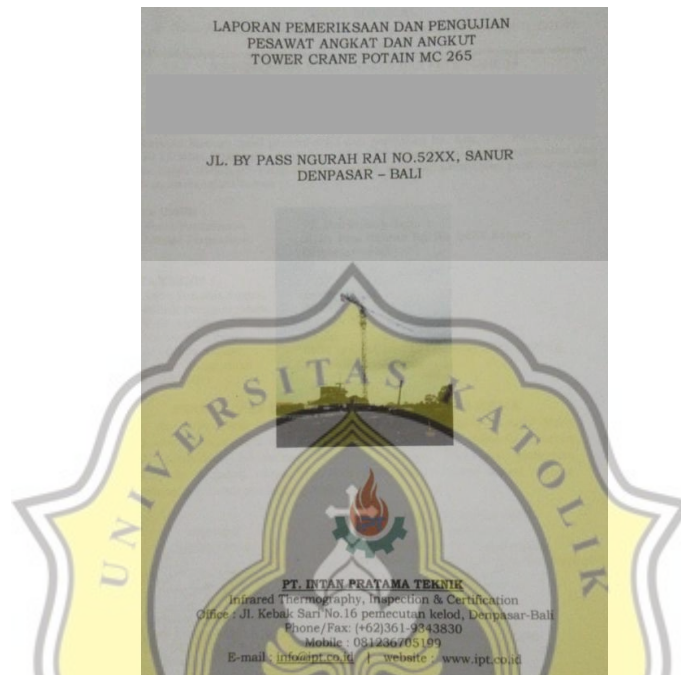 LAPORAN PEMERIKSAAN DAN PENGUJIAN
PESAWAT ANGKAT DAN ANGKUT
TOWER CRANE POTAIN MC 265
JL. BY PASS NGURAH RAI NO.52XX, SANUR
DENPASAR – BALI
UNIVERSITAS KATOLIK
PT. INTAN PRATAMA TEKNIK
Infrared Thermography, Inspection & Certification
Office : Jl. Kebak Sari No.16 pemecutan kelod, Denpasar-Bali
Phone/Fax: (+62)361-9343830
Mobile : 081236705199
E-mail : info@ipt.co.id | website : www.ipt.co.id